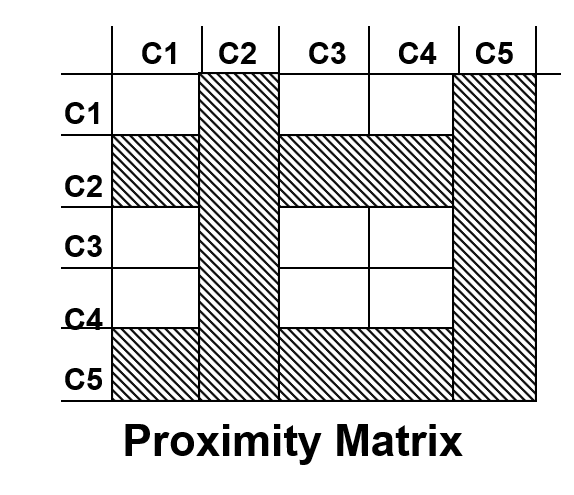 C1 C2 C3 C4 C5
C1
C2
C3
C4
C5
Proximity Matrix